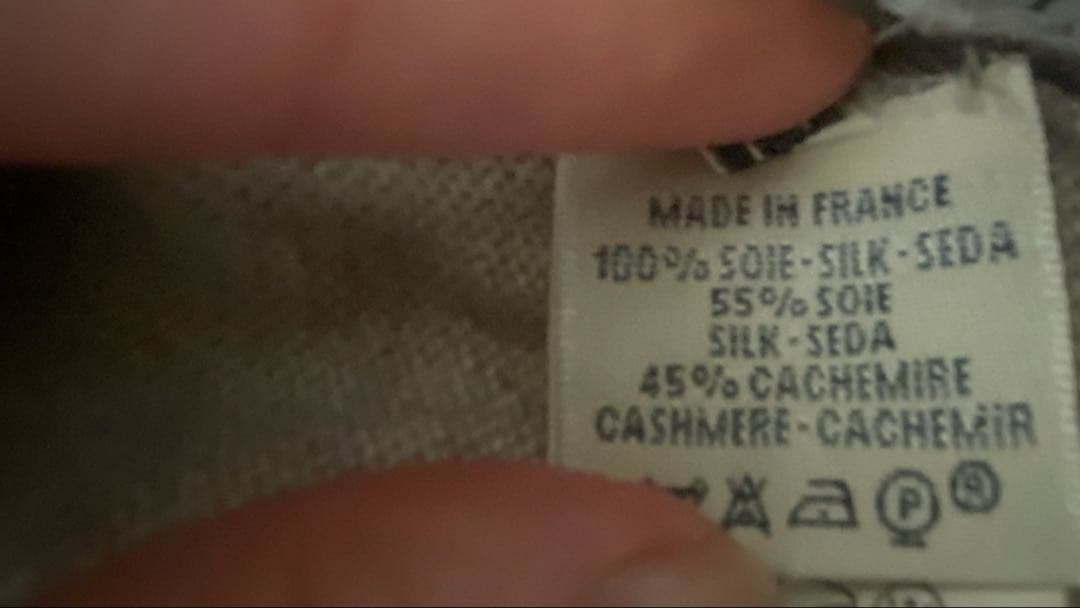 MADE IN FRANCE
100% SOIE-SILK-SEDA
55% SOIE
SILK-SEDA
45% CACHEMIRE
CASHMERE-CACHEMIR
P ®